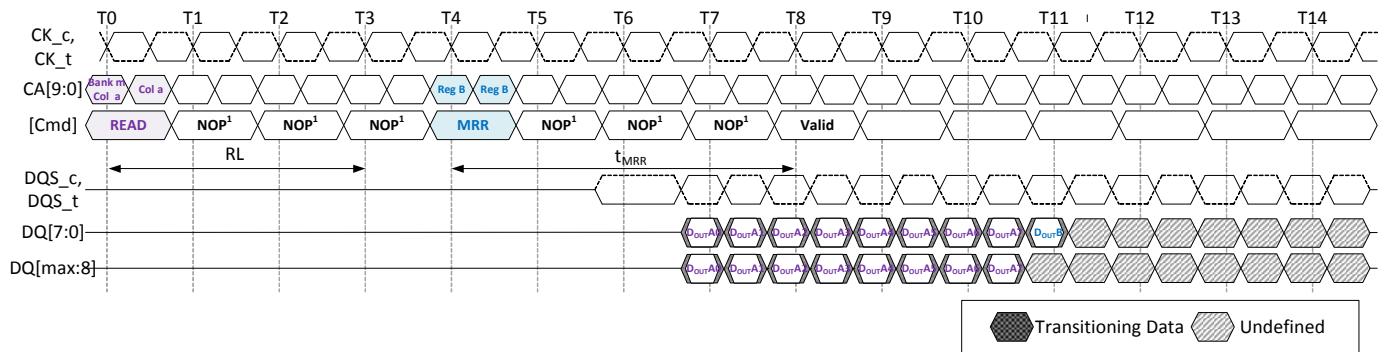 T0 T1 T2 T3 T4 T5 T6 T7 T8 T9 T10 T11 T12 T13 T14
CK_c,
CK_t
CA[9:0] Bank m Col a Reg B Reg B
Col a
[Cmd] READ NOP1 NOP1 NOP1 MRR NOP1 NOP1 NOP1 Valid
RL tMRR
DQS_c,
DQS_t
DQ[7:0] DOUTA0 DOUTA1 DOUTA2 DOUTA3 DOUTA4 DOUTA5 DOUTA6 DOUTA7 DOUTB
DQ[max:8] DOUTA0 DOUTA1 DOUTA2 DOUTA3 DOUTA4 DOUTA5 DOUTA6 DOUTA7
Transitioning Data Undefined